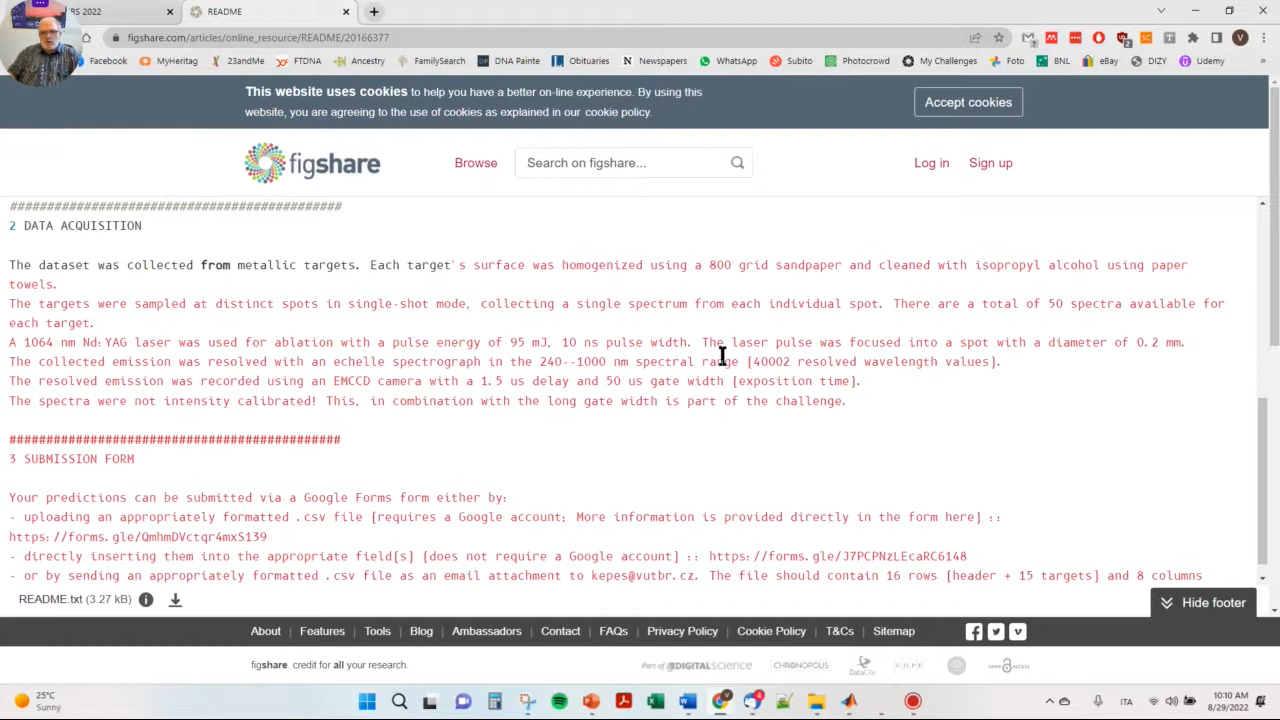 BS 2022
README
figshare.com/articles/online_resource/README/20166377
Facebook
MyHeritag
23andMe
FTDNA
Ancestry
FamilySearch
DNA Painte
Obituaries
Newspapers
WhatsApp
Subito
Photocrowd
My Challenges
Foto
BNL
eBay
DIZY
Udemy
This website uses cookies to help you have a better on-line experience. By using this
website, you are agreeing to the use of cookies as explained in our cookie policy.
Accept cookies
figshare
Browse
Search on figshare...
Log in
Sign up
#############################################
2 DATA ACQUISITION
The dataset was collected from metallic targets. Each target's surface was homogenized using a 800 grid sandpaper and cleaned with isopropyl alcohol using paper
towels.
The targets were sampled at distinct spots in single-shot mode, collecting a single spectrum from each individual spot. There are a total of 50 spectra available for
each target.
A 1064 nm Nd:YAG laser was used for ablation with a pulse energy of 95 mJ, 10 ns pulse width. The laser pulse was focused into a spot with a diameter of 0.2 mm.
The collected emission was resolved with an echelle spectrograph in the 240--1000 nm spectral range [40002 resolved wavelength values].
The resolved emission was recorded using an EMCCD camera with a 1.5 us delay and 50 us gate width [exposition time].
The spectra were not intensity calibrated! This, in combination with the long gate width is part of the challenge.
#############################################
3 SUBMISSION FORM
Your predictions can be submitted via a Google Forms form either by:
- uploading an appropriately formatted .csv file [requires a Google account; More information is provided directly in the form here] ::
https://forms.gle/QmhmDVctqr4mxS139
- directly inserting them into the appropriate field[s] [does not require a Google account] :: https://forms.gle/J7PCPNzLEcaRC6148
- or by sending an appropriately formatted .csv file as an email attachment to kepes@vutbr.cz. The file should contain 16 rows [header + 15 targets] and 8 columns
README.txt (3.27 kB)
Hide footer
About | Features | Tools | Blog | Ambassadors | Contact | FAQs | Privacy Policy | Cookie Policy | T&Cs | Sitemap
figshare. credit for all your research.
Part of DIGITAL SCIENCE
CHRONOPOLIS
DataCite
COPE
OPEN ACCESS
25°C
Sunny
ITA
10:10 AM
8/29/2022